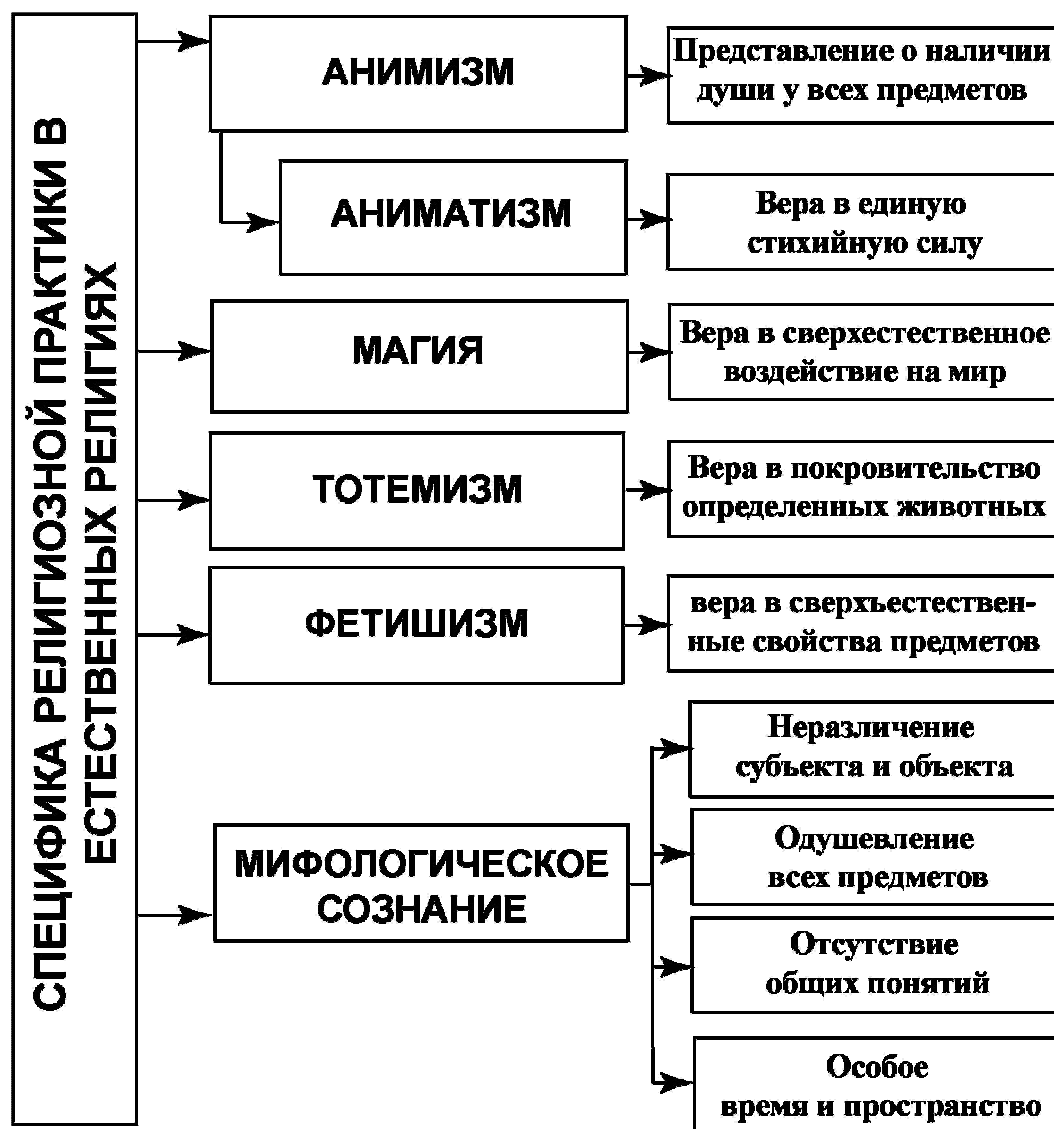 СПЕЦИФИКА РЕЛИГИОЗНОЙ ПРАКТИКИ В
ЕСТЕСТВЕННЫХ РЕЛИГИЯХ
АНИМИЗМ
Представление о наличии
души у всех предметов
АНИМАТИЗМ
Вера в единую
стихийную силу
МАГИЯ
Вера в сверхестественное
воздействие на мир
ТОТЕМИЗМ
Вера в покровительство
определенных животных
ФЕТИШИЗМ
вера в сверхъестествен-
ные свойства предметов
МИФОЛОГИЧЕСКОЕ
СОЗНАНИЕ
Неразличение
субъекта и объекта
Одушевление
всех предметов
Отсутствие
общих понятий
Особое
время и пространство